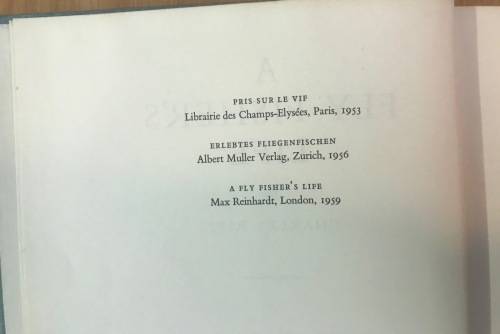 PRIS SUR LE VIF
Librairie des Champs-Elysées, Paris, 1953
ERLEBTES FLIEGENFISCHEN
Albert Muller Verlag, Zurich, 1956
A FLY FISHER'S LIFE
Max Reinhardt, London, 1959